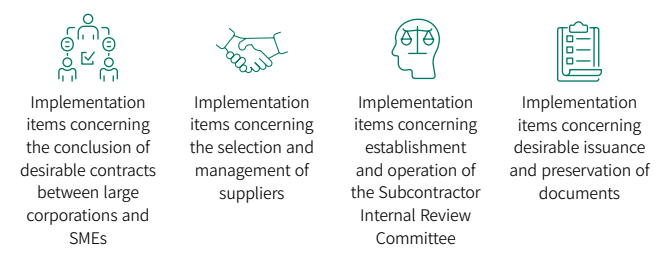 Implementation
items concerning
the conclusion of
desirable contracts
between large
corporations and
SMEs
Implementation
items concerning
the selection and
management of
suppliers
Implementation
items concerning
establishment
and operation of
the Subcontractor
Internal Review
Committee
Implementation
items concerning
desirable issuance
and preservation of
documents